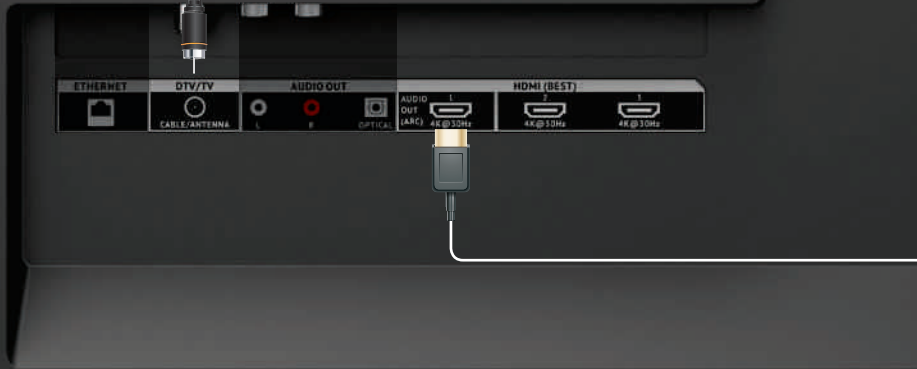 ETHERNET
DTV/TV
CABLE/ANTENNA
AUDIO OUT
L
R
OPTICAL
AUDIO
OUT
(ARC)
1
4K@30Hz
HDMI (BEST)
2
4K@30Hz
3
4K@30Hz